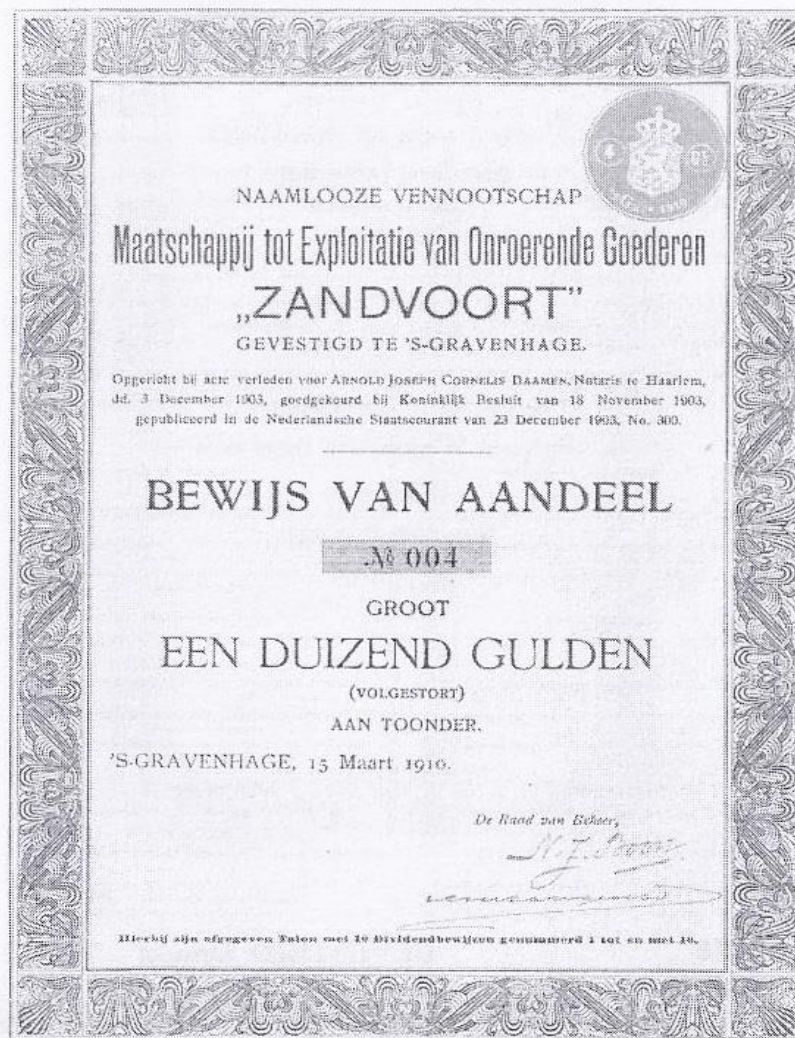 NAAMLOOZE VENNOOTSCHAP
Maatschappij tot Exploitatie van Onroerende Goederen
„ZANDVOORT”
GEVESTIGD TE 'S-GRAVENHAGE.
Opgericht bij acte verleden voor ARNOLD JOSEPH CORNELIS DAAMEN, Notaris te Haarlem,
dd. 3 December 1903, goedgekeurd bij Koninklijk Besluit van 18 November 1903,
gepubliceerd in de Nederlandsche Staatscourant van 23 December 1903, No. 300.
BEWIJS VAN AANDEEL
№ 004
GROOT
EEN DUIZEND GULDEN
(VOLGESTORT)
AAN TOONDER.
'S-GRAVENHAGE, 15 Maart 1910.
De Raad van Beheer,
Hierbij zijn afgegeven Talon met Dividendbewijzen genummerd 1 tot en met